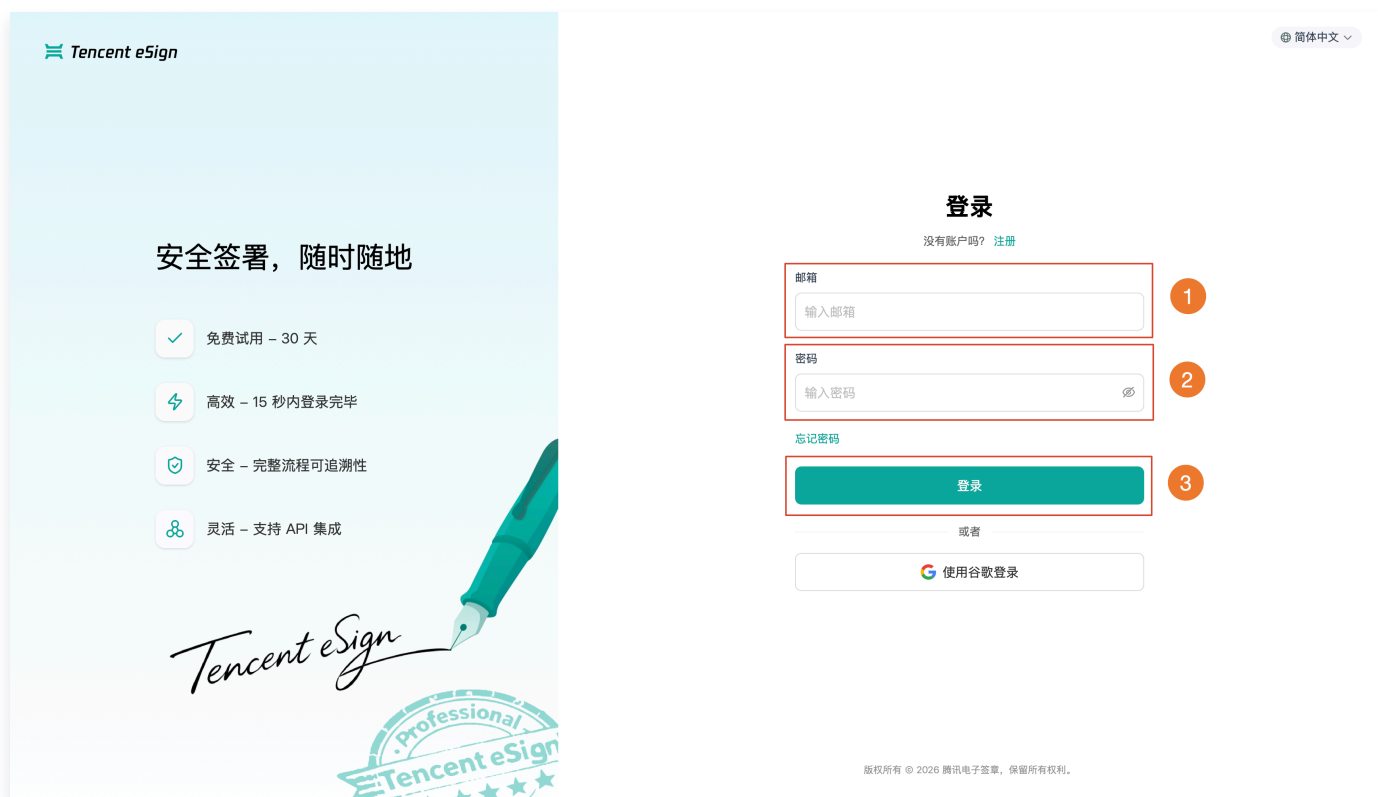 Tencent eSign
简体中文
安全签署，随时随地
免费试用 – 30 天
高效 – 15 秒内登录完毕
安全 – 完整流程可追溯性
灵活 – 支持 API 集成
Tencent eSign
Professional
Tencent eSign
登录
没有账户吗? 注册
邮箱
输入邮箱
1
密码
输入密码
2
忘记密码
登录
3
或者
使用谷歌登录
版权所有 © 2026 腾讯电子签章，保留所有权利。